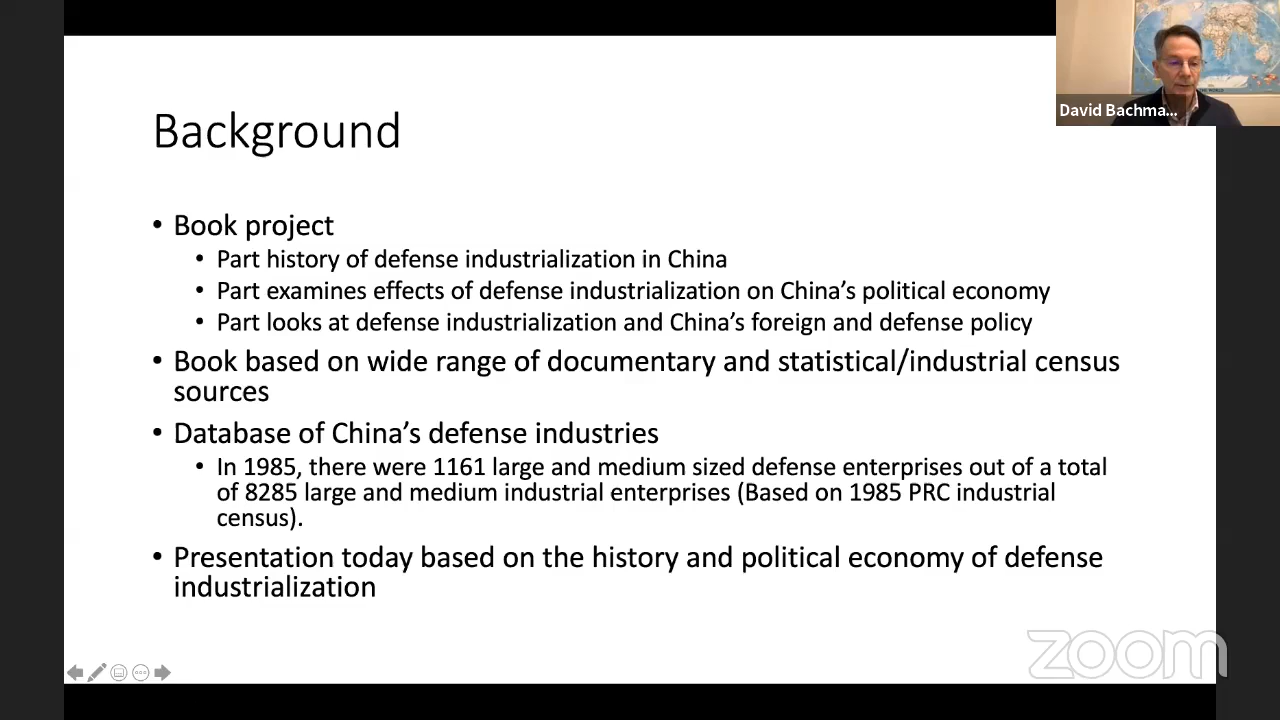 David Bachma...
Background
• Book project
• Part history of defense industrialization in China
• Part examines effects of defense industrialization on China's political economy
• Part looks at defense industrialization and China's foreign and defense policy
• Book based on wide range of documentary and statistical/industrial census
sources
• Database of China's defense industries
• In 1985, there were 1161 large and medium sized defense enterprises out of a total
of 8285 large and medium industrial enterprises (Based on 1985 PRC industrial
census).
• Presentation today based on the history and political economy of defense
industrialization
zoom